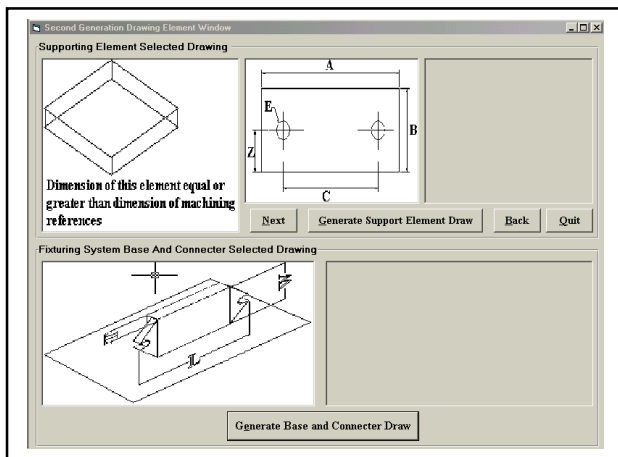 Second Generation Drawing Element Window
Supporting Element Selected Drawing
A
E
B
Z
C
Dimension of this element equal or
greater than dimension of machining
references
Next
Generate Support Element Draw
Back
Quit
Fixturing System Base And Connecter Selected Drawing
W
H
L
Generate Base and Connecter Draw